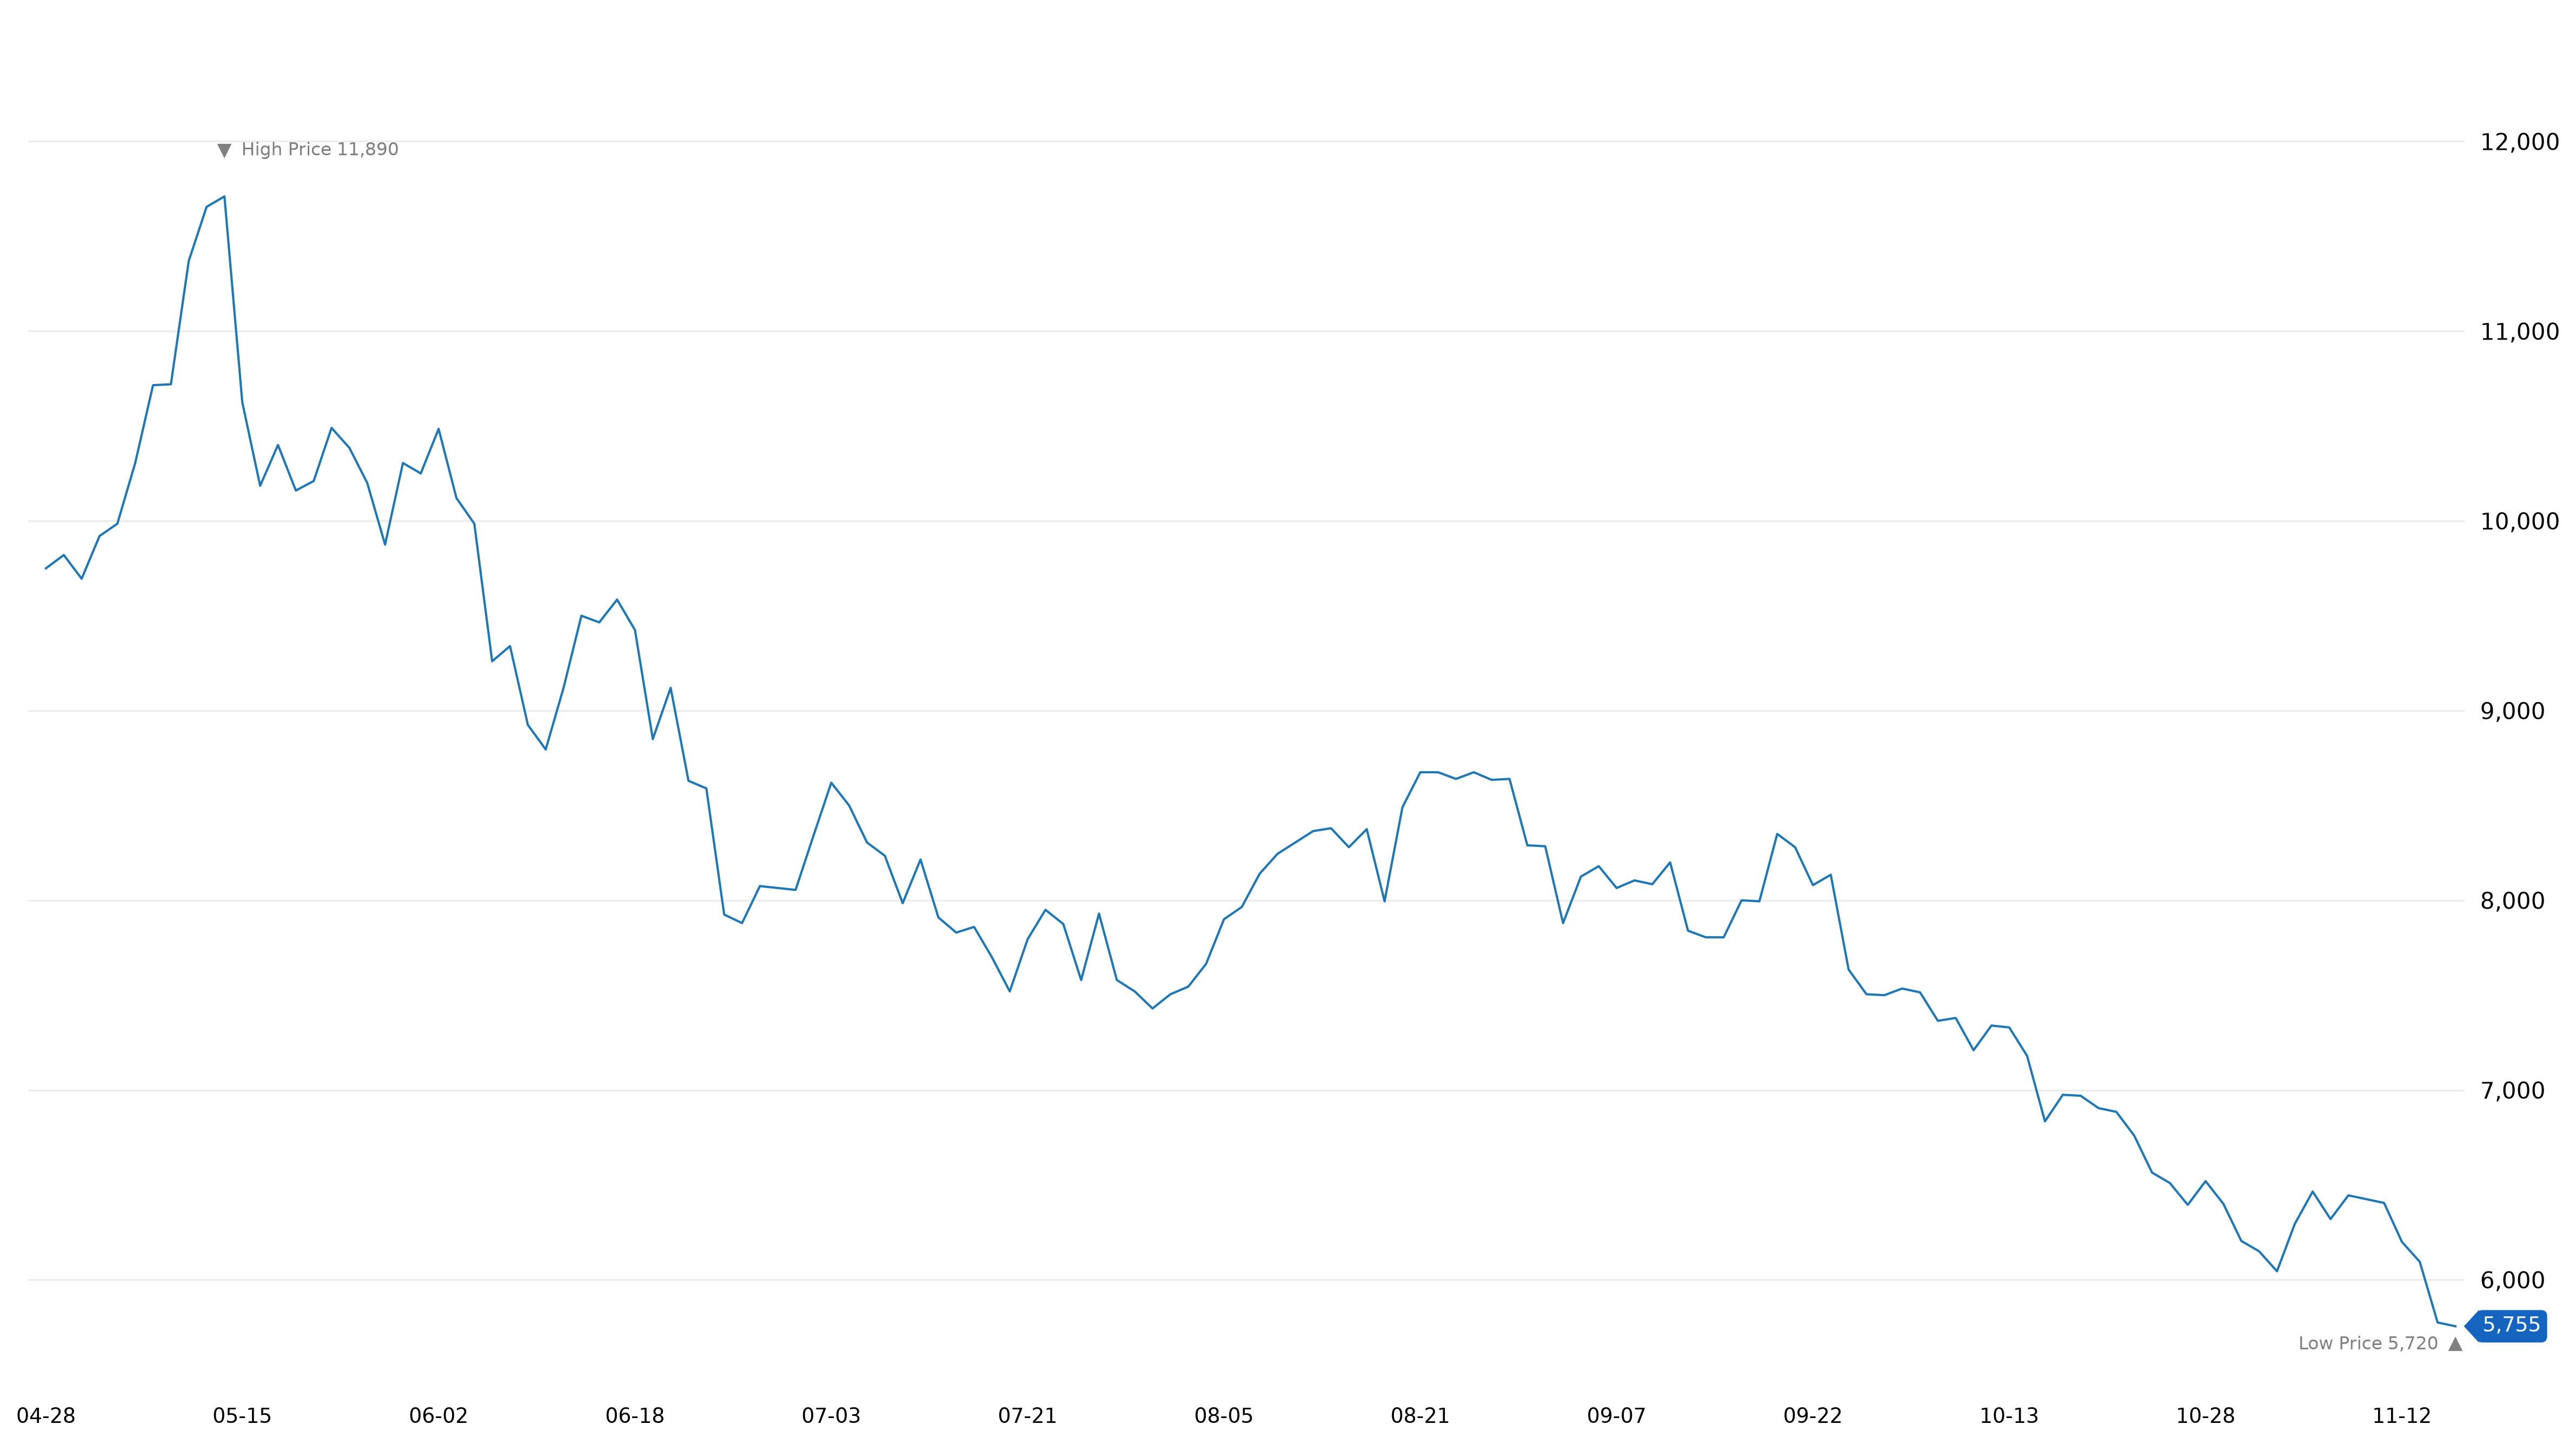 12,000
▼ High Price 11,890
11,000
10,000
9,000
8,000
7,000
6,000
5,755
Low Price 5,720 ▲
04-28 05-15 06-02 06-18 07-03 07-21 08-05 08-21 09-07 09-22 10-13 10-28 11-12